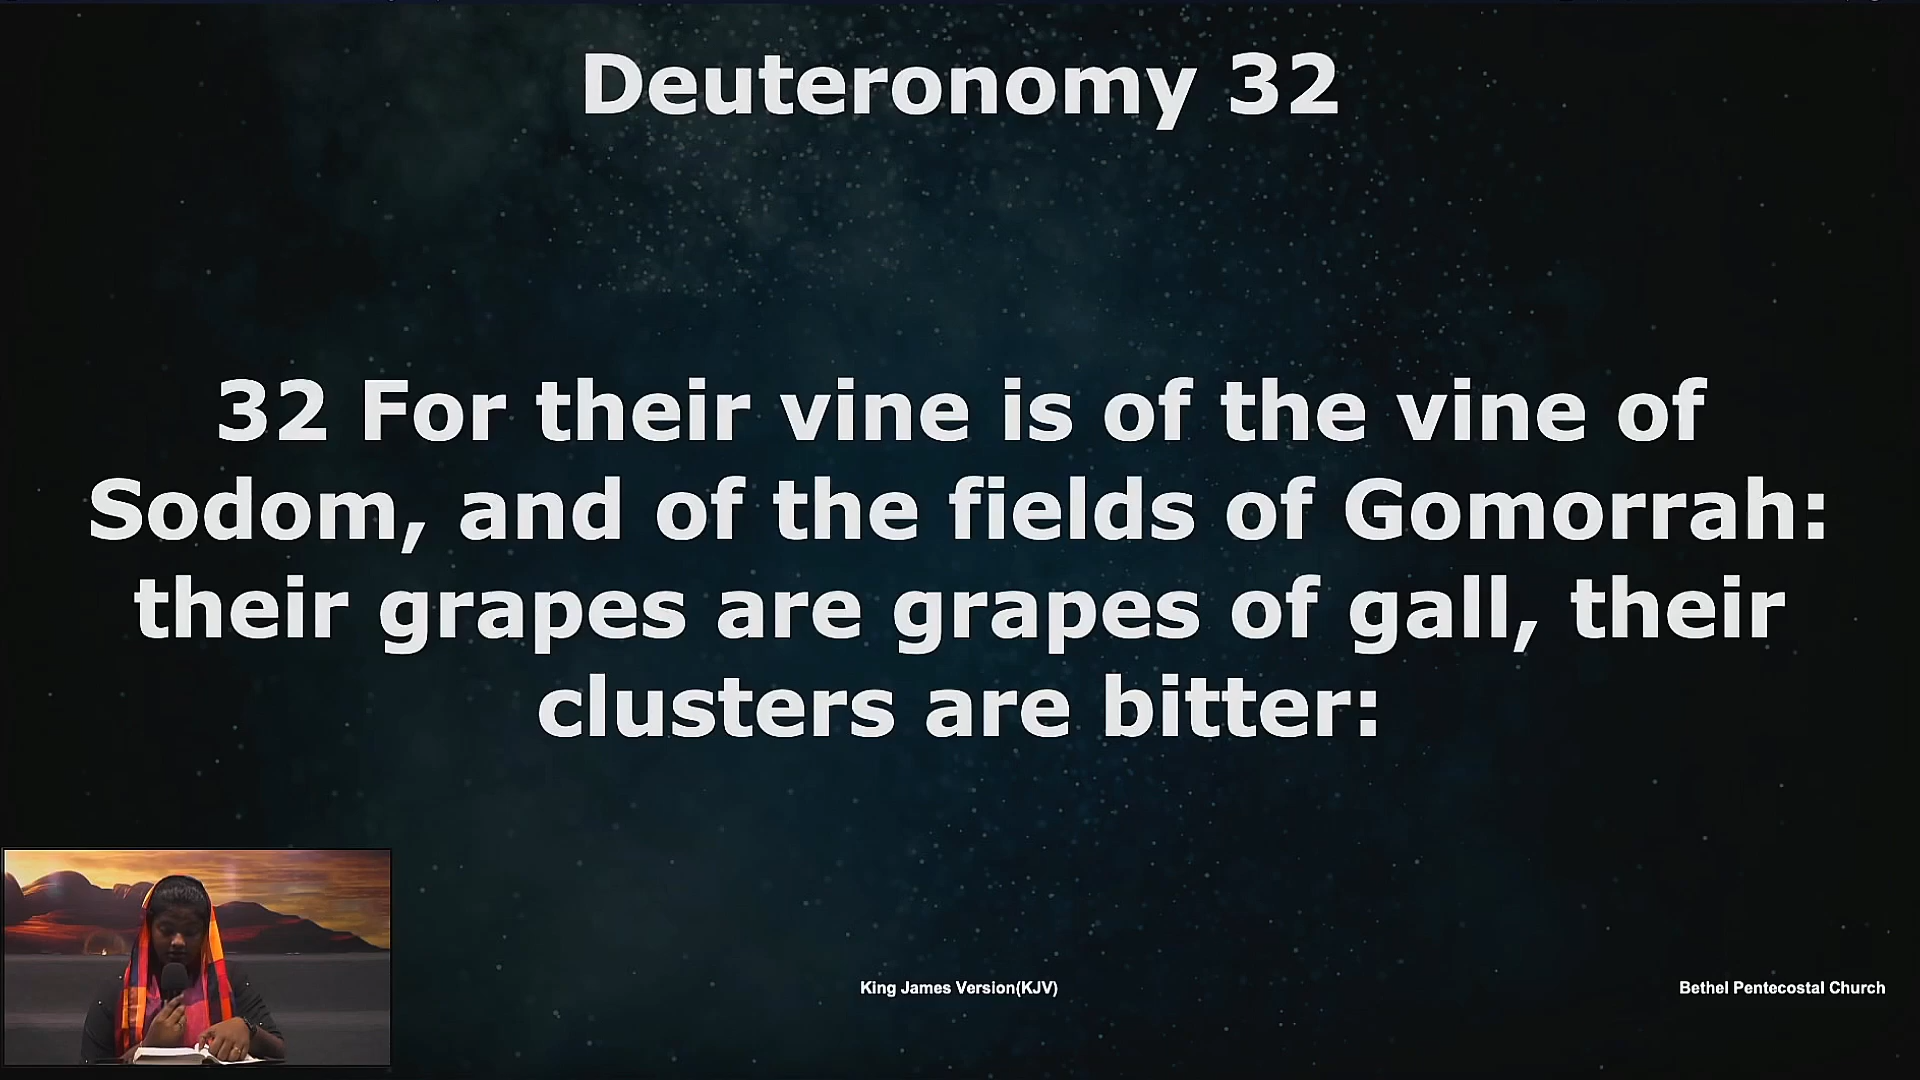 Deuteronomy 32
32 For their vine is of the vine of
Sodom, and of the fields of Gomorrah:
their grapes are grapes of gall, their
clusters are bitter:
King James Version(KJV)
Bethel Pentecostal Church